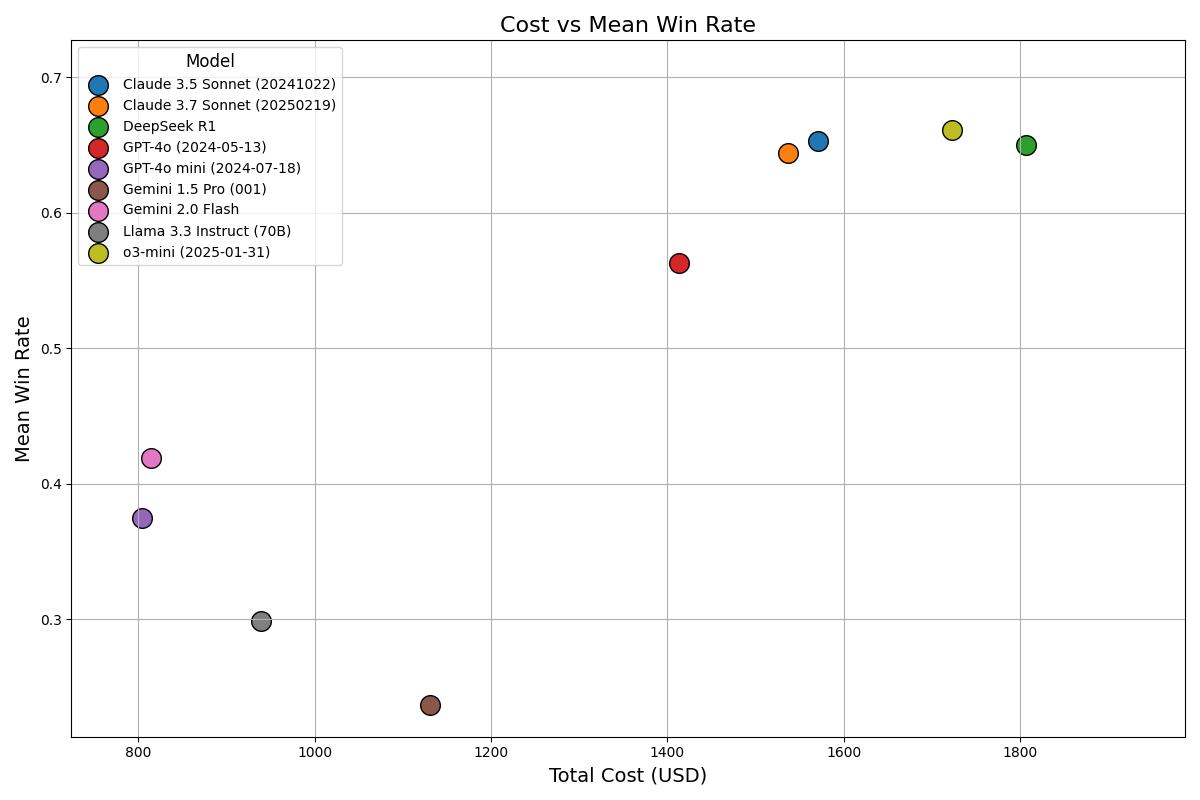 Cost vs Mean Win Rate
Model
Claude 3.5 Sonnet (20241022)
Claude 3.7 Sonnet (20250219)
DeepSeek R1
GPT-4o (2024-05-13)
GPT-4o mini (2024-07-18)
Gemini 1.5 Pro (001)
Gemini 2.0 Flash
Llama 3.3 Instruct (70B)
o3-mini (2025-01-31)
Mean Win Rate
0.7
0.6
0.5
0.4
0.3
800 1000 1200 1400 1600 1800
Total Cost (USD)